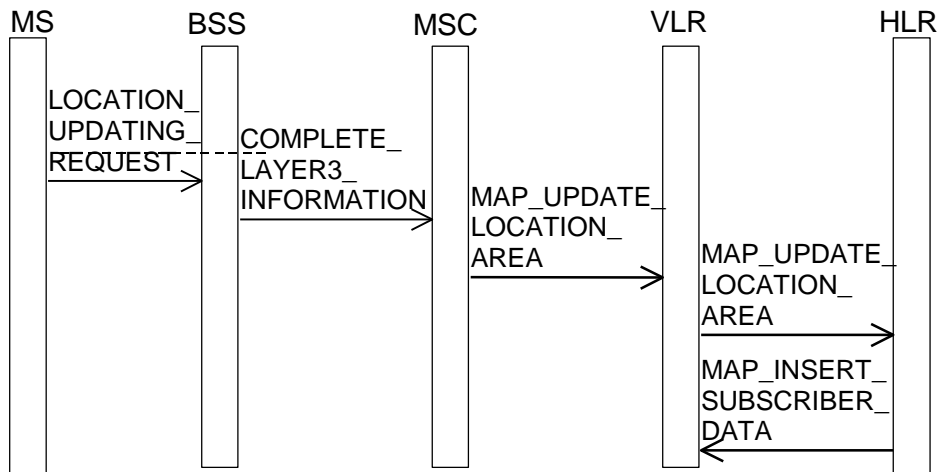 MS
BSS
MSC
VLR
HLR
LOCATION_
UPDATING_
REQUEST
COMPLETE_
LAYER3_
INFORMATION
MAP_UPDATE_
LOCATION_
AREA
MAP_UPDATE_
LOCATION_
AREA
MAP_INSERT_
SUBSCRIBER_
DATA